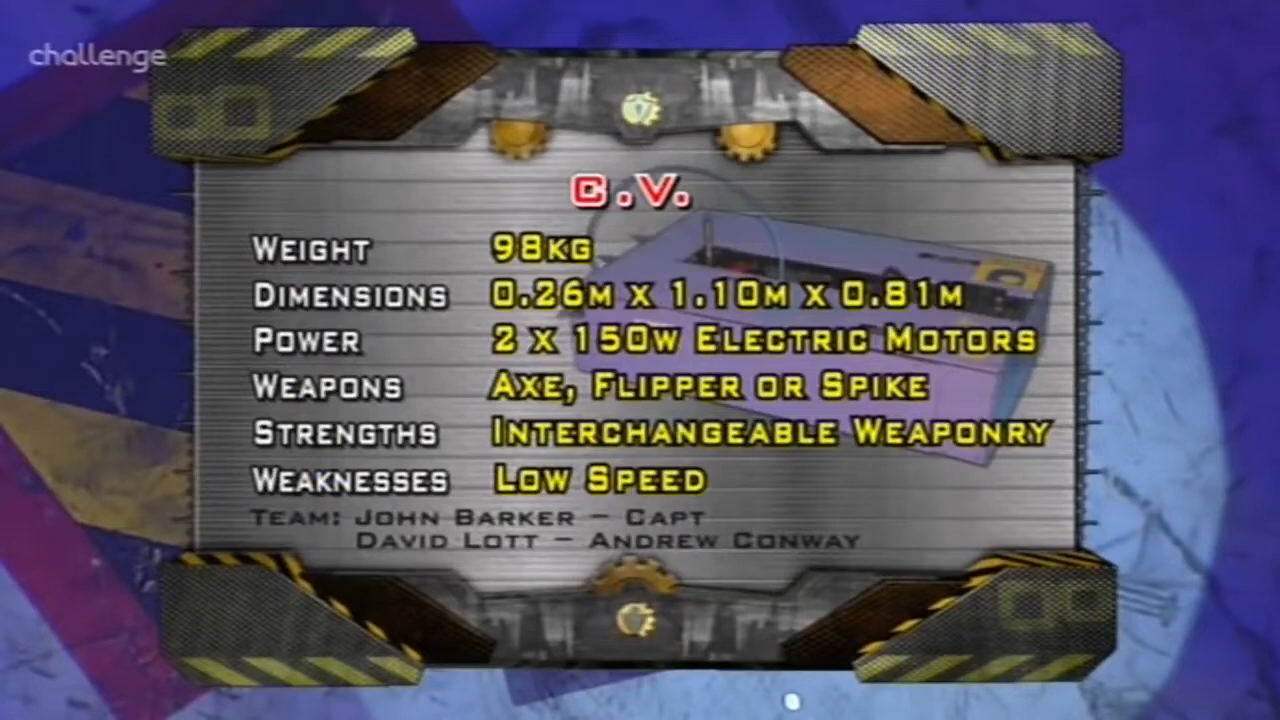 challenge
C.V.
WEIGHT 98KG
DIMENSIONS 0.26M X 1.10M X 0.81M
POWER 2 X 150W ELECTRIC MOTORS
WEAPONS AXE, FLIPPER OR SPIKE
STRENGTHS INTERCHANGEABLE WEAPONRY
WEAKNESSES LOW SPEED
TEAM: JOHN BARKER – CAPT
DAVID LOTT – ANDREW CONWAY